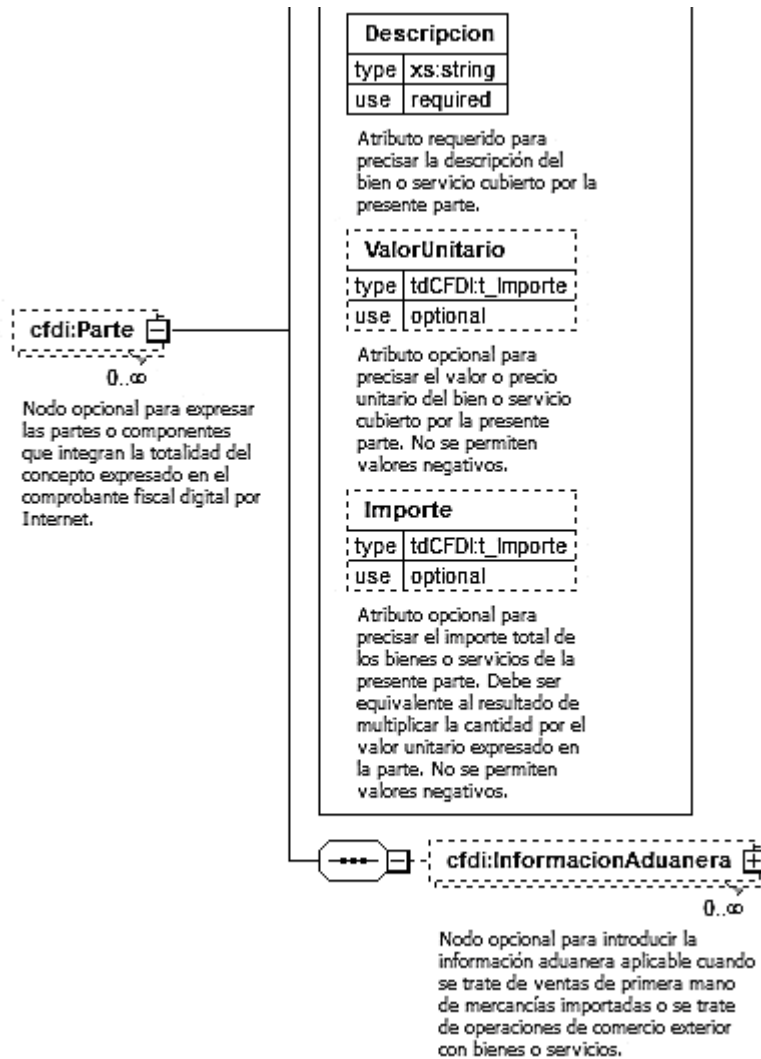 Descripcion
type xs:string
use required
Atributo requerido para
precisar la descripción del
bien o servicio cubierto por la
presente parte.
ValorUnitario
type tdCFDI:t_Importe
use optional
Atributo opcional para
precisar el valor o precio
unitario del bien o servicio
cubierto por la presente
parte. No se permiten
valores negativos.
cfdi:Parte
0..∞
Nodo opcional para expresar
las partes o componentes
que integran la totalidad del
concepto expresado en el
comprobante fiscal digital por
Internet.
Importe
type tdCFDI:t_Importe
use optional
Atributo opcional para
precisar el importe total de
los bienes o servicios de la
presente parte. Debe ser
equivalente al resultado de
multiplicar la cantidad por el
valor unitario expresado en
la parte. No se permiten
valores negativos.
cfdi:InformacionAduanera
0..∞
Nodo opcional para introducir la
información aduanera aplicable cuando
se trate de ventas de primera mano
de mercancías importadas o se trate
de operaciones de comercio exterior
con bienes o servicios.